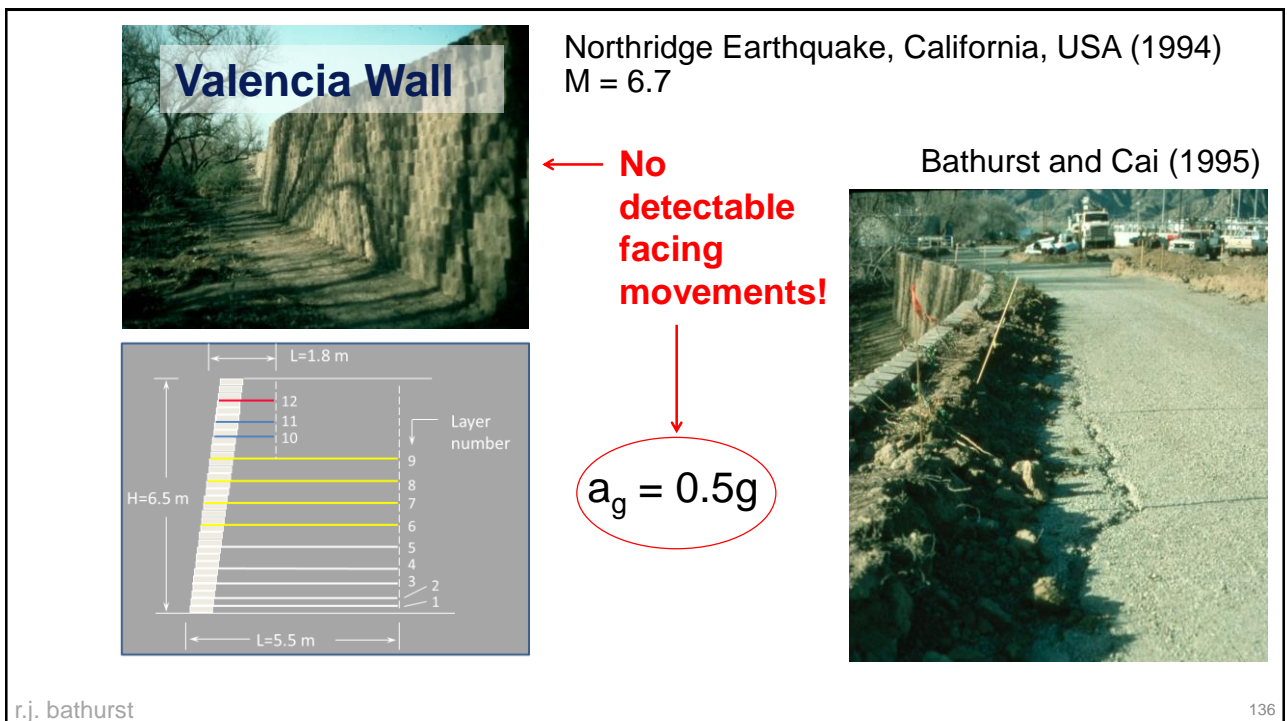 Valencia Wall
Northridge Earthquake, California, USA (1994)
M = 6.7
No
detectable
facing
movements!
Bathurst and Cai (1995)
a_g = 0.5g
L=1.8 m
12
11
10
Layer
number
9
8
7
6
5
4
3
2
1
H=6.5 m
L=5.5 m
r.j. bathurst
136